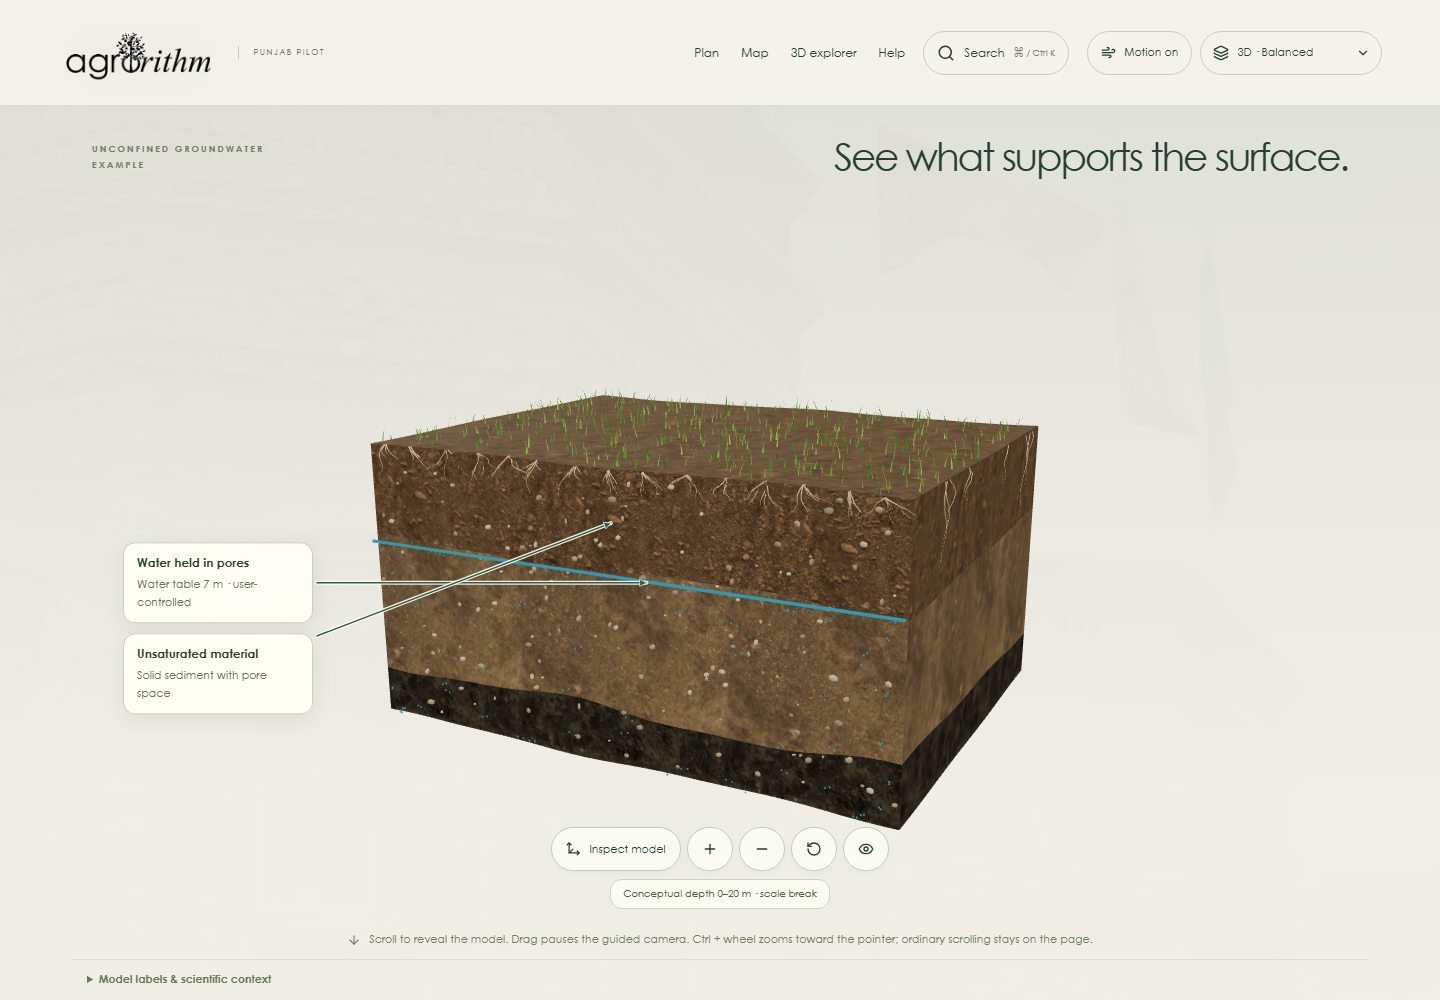 agrorithm
PUNJAB PILOT
Plan
Map
3D explorer
Help
Search ⌘ / Ctrl K
Motion on
3D · Balanced
UNCONFINED GROUNDWATER
EXAMPLE
See what supports the surface.
Water held in pores
Water table 7 m · user-
controlled
Unsaturated material
Solid sediment with pore
space
Inspect model
Conceptual depth 0–20 m · scale break
Scroll to reveal the model. Drag pauses the guided camera. Ctrl + wheel zooms toward the pointer; ordinary scrolling stays on the page.
Model labels & scientific context